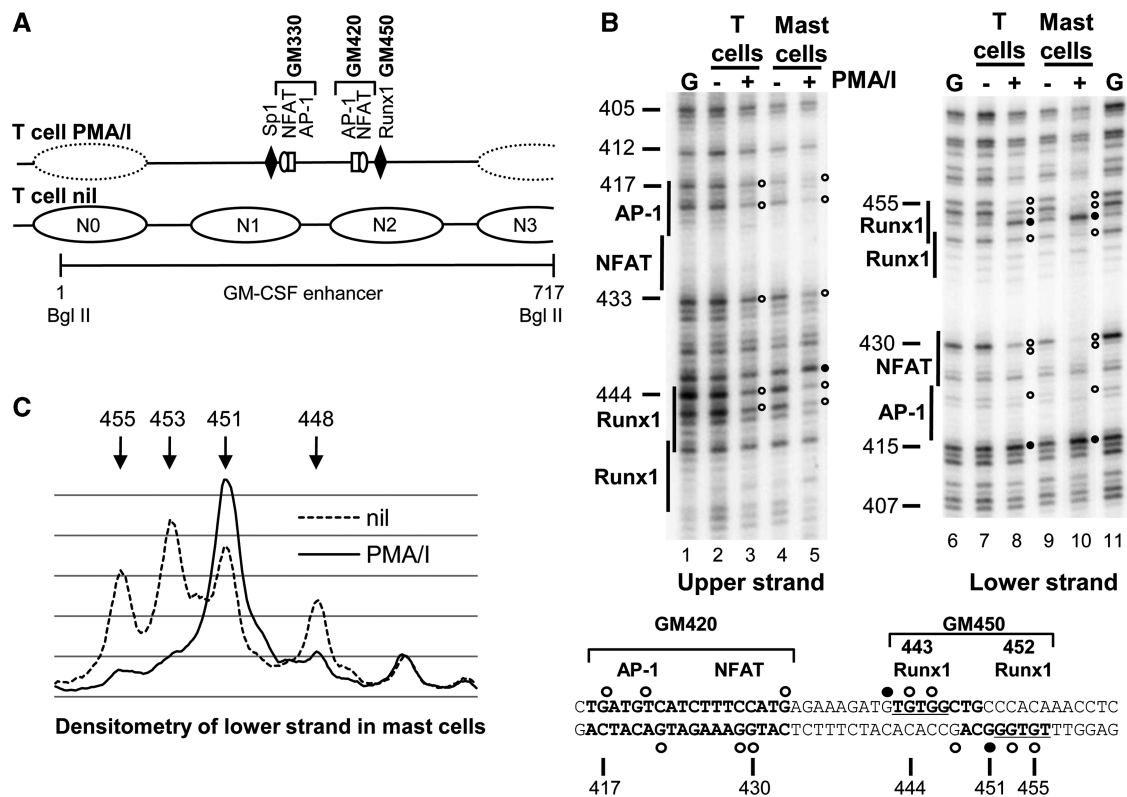 A
GM330
GM420
GM450
Sp1
NFAT
AP-1
AP-1
NFAT
Runx1
T cell PMA/I
T cell nil
N0 N1 N2 N3
1 GM-CSF enhancer 717
Bgl II Bgl II
B
T cells Mast cells
G - + - + PMA/I
405
412
417
AP-1
NFAT
433
444
Runx1
Runx1
1 2 3 4 5
Upper strand
T cells Mast cells
- + - + G
455
Runx1
Runx1
430
NFAT
AP-1
415
407
6 7 8 9 10 11
Lower strand
GM420 GM450
443 452
AP-1 NFAT Runx1 Runx1
CTGATGTCATCTTTCCATGAGAAAGATGTGTGGCTGCCCACAAACCTC
GACTACAGTAGAAAGGTACTCTTTCTACACACCGACGGGTGTTTGGAG
417 430 444 451 455
C
455 453 451 448
nil
PMA/I
Densitometry of lower strand in mast cells